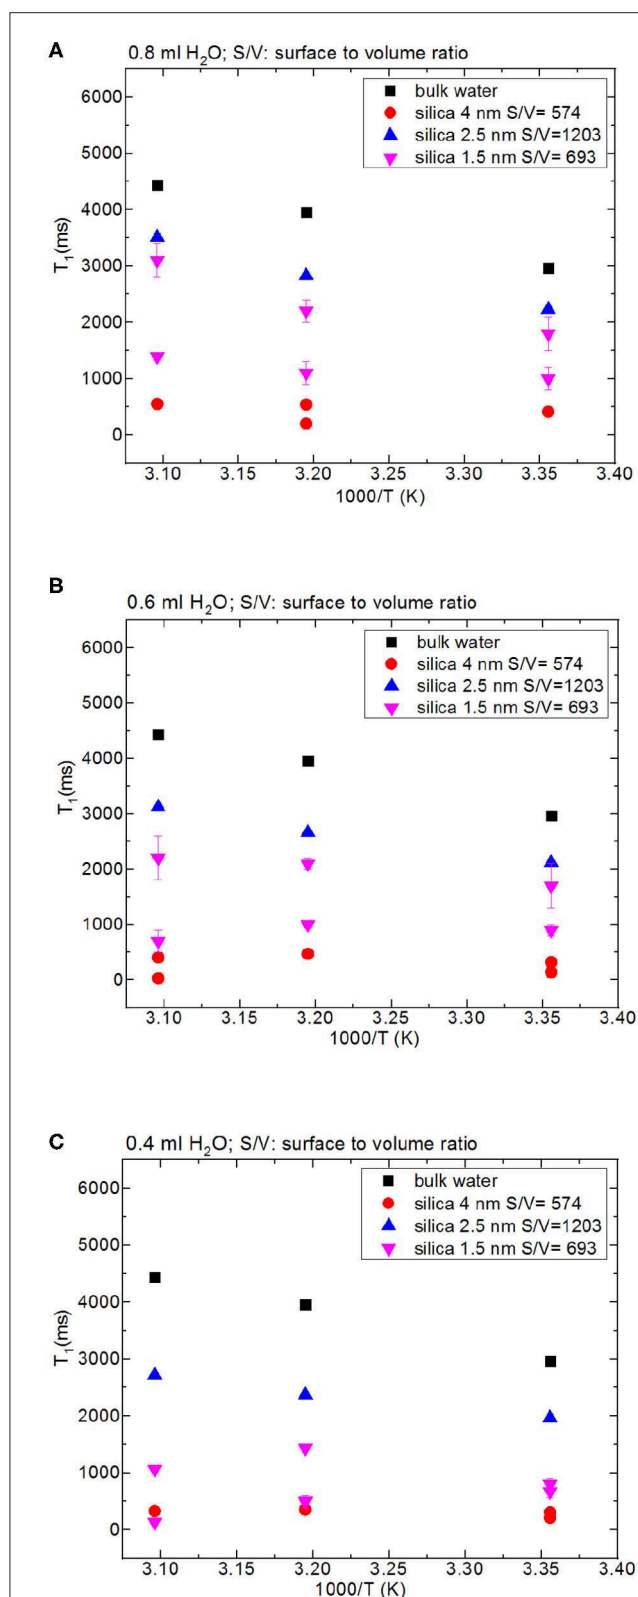 A
0.8 ml H₂O; S/V: surface to volume ratio
bulk water
silica 4 nm S/V= 574
silica 2.5 nm S/V=1203
silica 1.5 nm S/V= 693
6000
5000
4000
3000
2000
1000
0
T₁(ms)
3.10 3.15 3.20 3.25 3.30 3.35 3.40
1000/T (K)
B
0.6 ml H₂O; S/V: surface to volume ratio
bulk water
silica 4 nm S/V= 574
silica 2.5 nm S/V=1203
silica 1.5 nm S/V= 693
6000
5000
4000
3000
2000
1000
0
T₁(ms)
3.10 3.15 3.20 3.25 3.30 3.35 3.40
1000/T (K)
C
0.4 ml H₂O; S/V: surface to volume ratio
bulk water
silica 4 nm S/V= 574
silica 2.5 nm S/V=1203
silica 1.5 nm S/V= 693
6000
5000
4000
3000
2000
1000
0
T₁(ms)
3.10 3.15 3.20 3.25 3.30 3.35 3.40
1000/T (K)